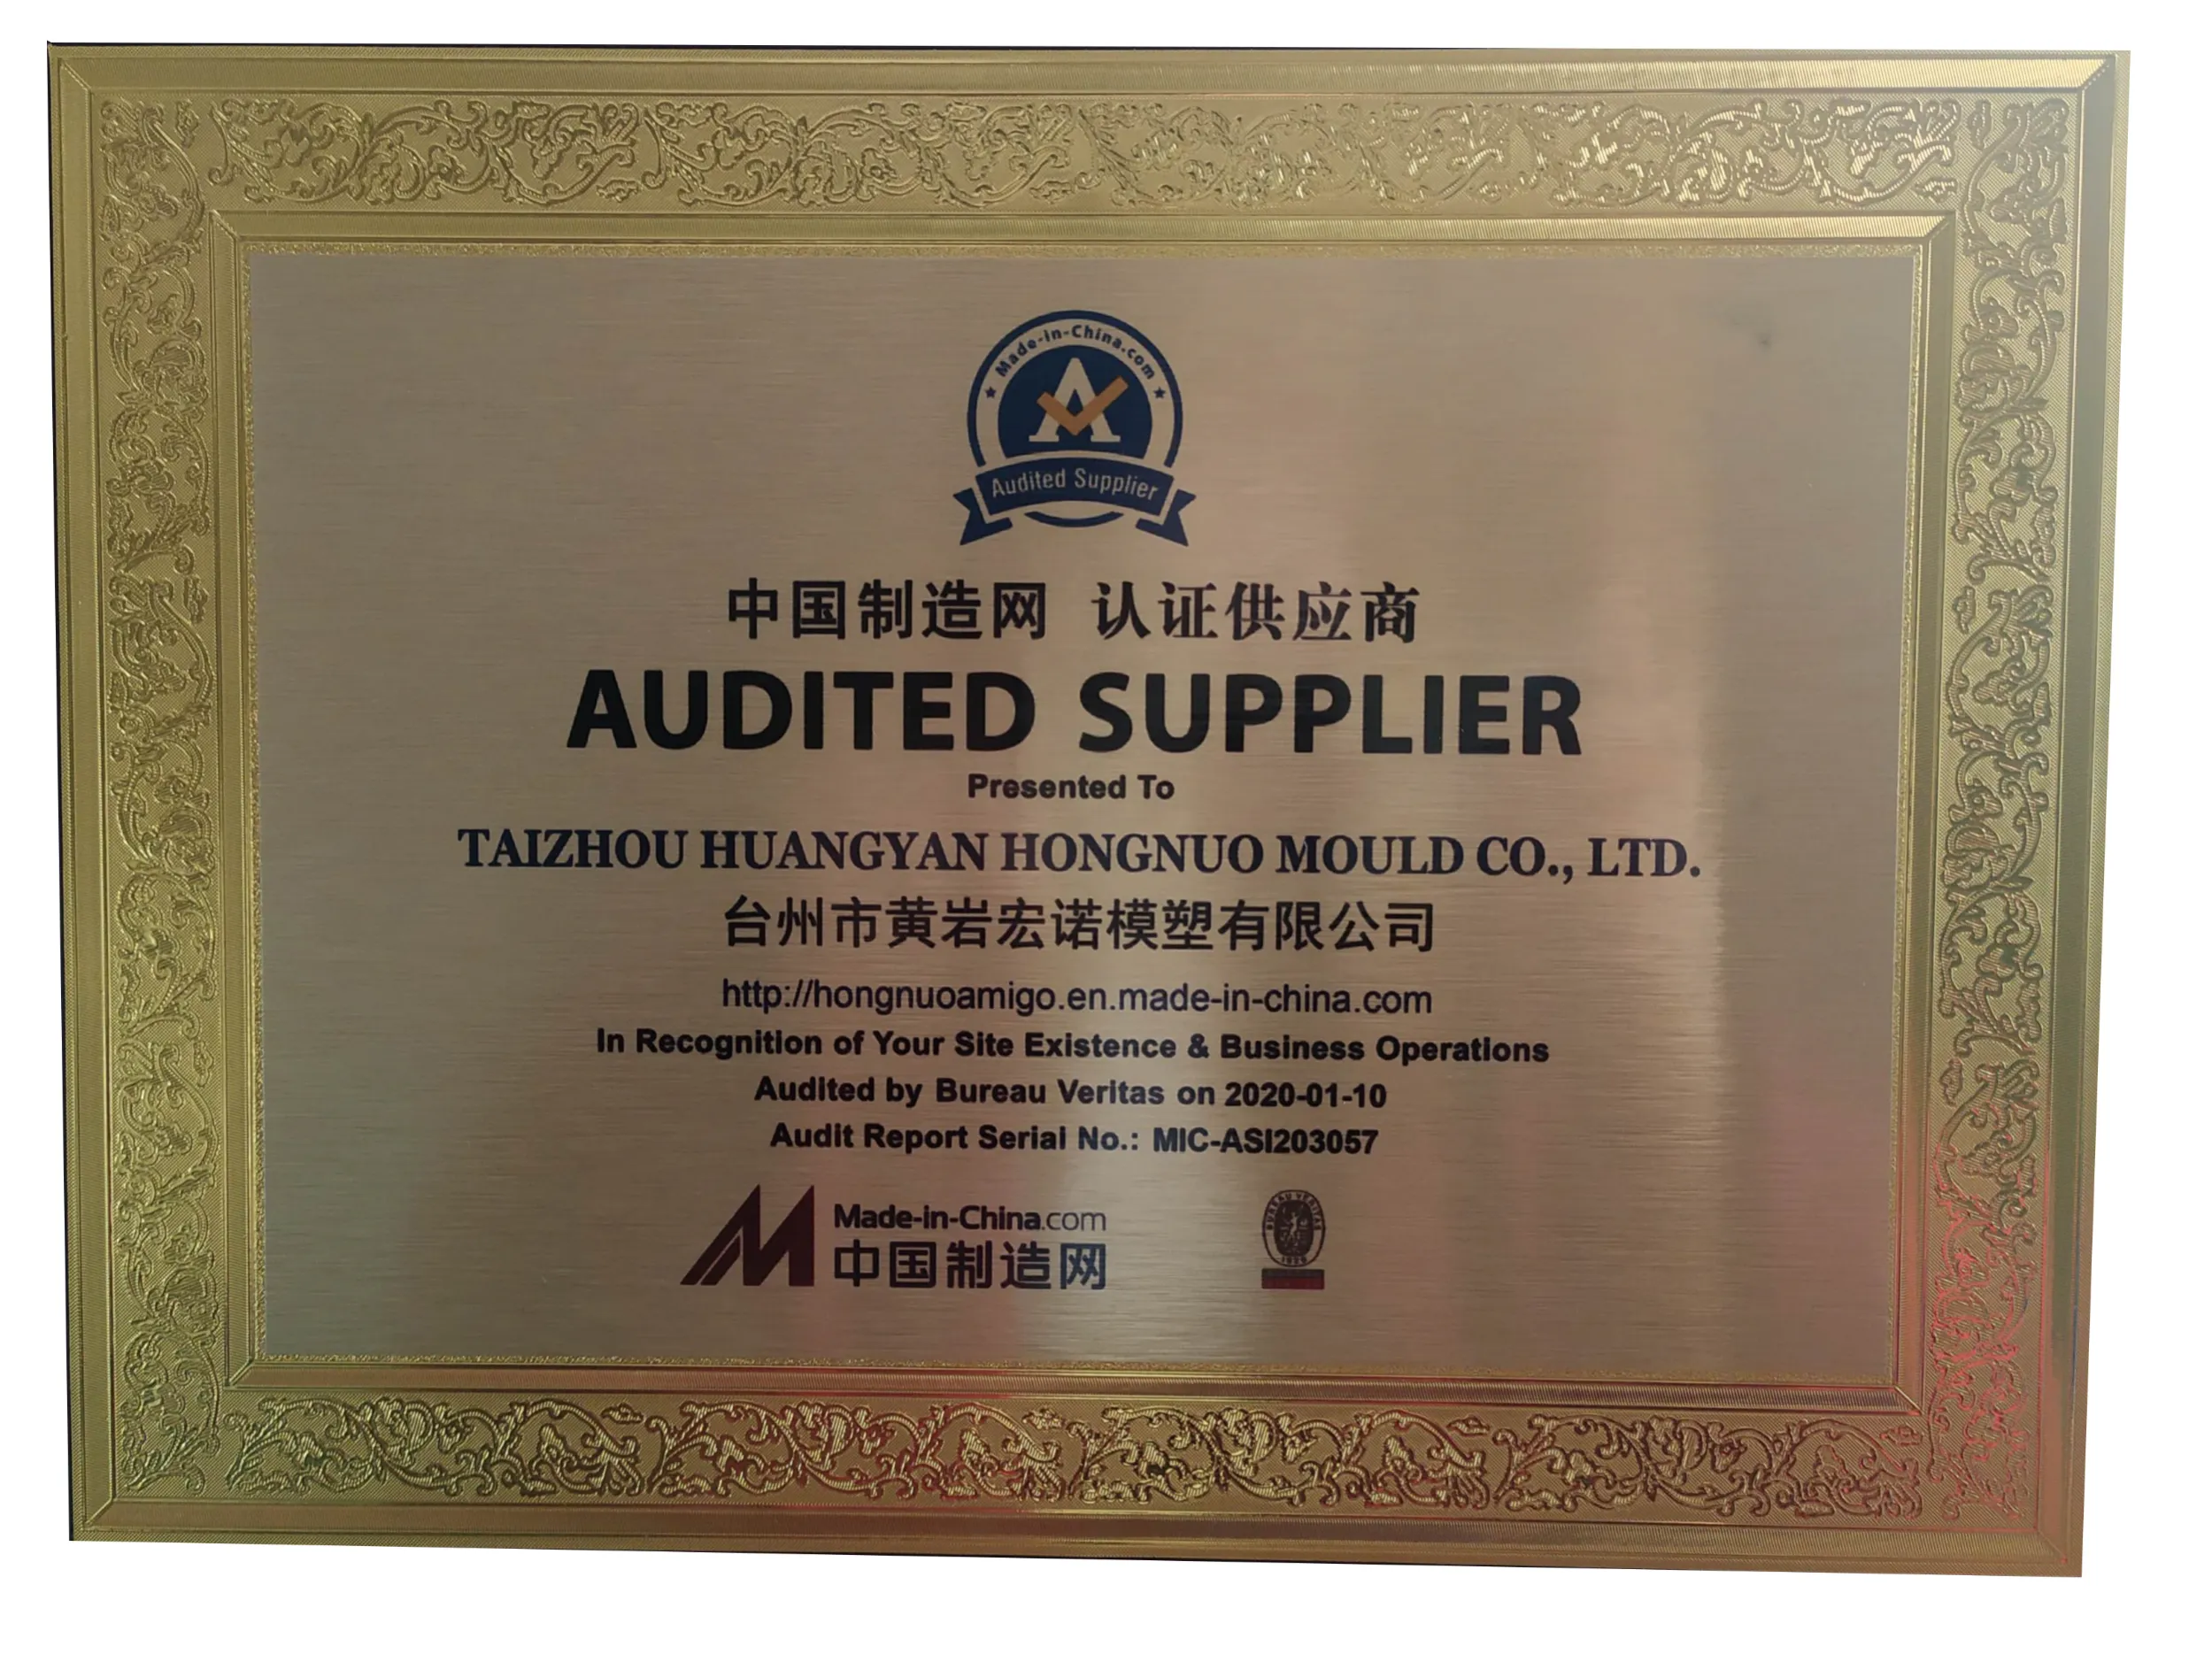 ★ Made-in-China.com ★
A
Audited Supplier
中国制造网 认证供应商
AUDITED SUPPLIER
Presented To
TAIZHOU HUANGYAN HONGNUO MOULD CO., LTD.
台州市黄岩宏诺模塑有限公司
http://hongnuoamigo.en.made-in-china.com
In Recognition of Your Site Existence & Business Operations
Audited by Bureau Veritas on 2020-01-10
Audit Report Serial No.: MIC-ASI203057
Made-in-China.com
中国制造网
BUREAU VERITAS
1828